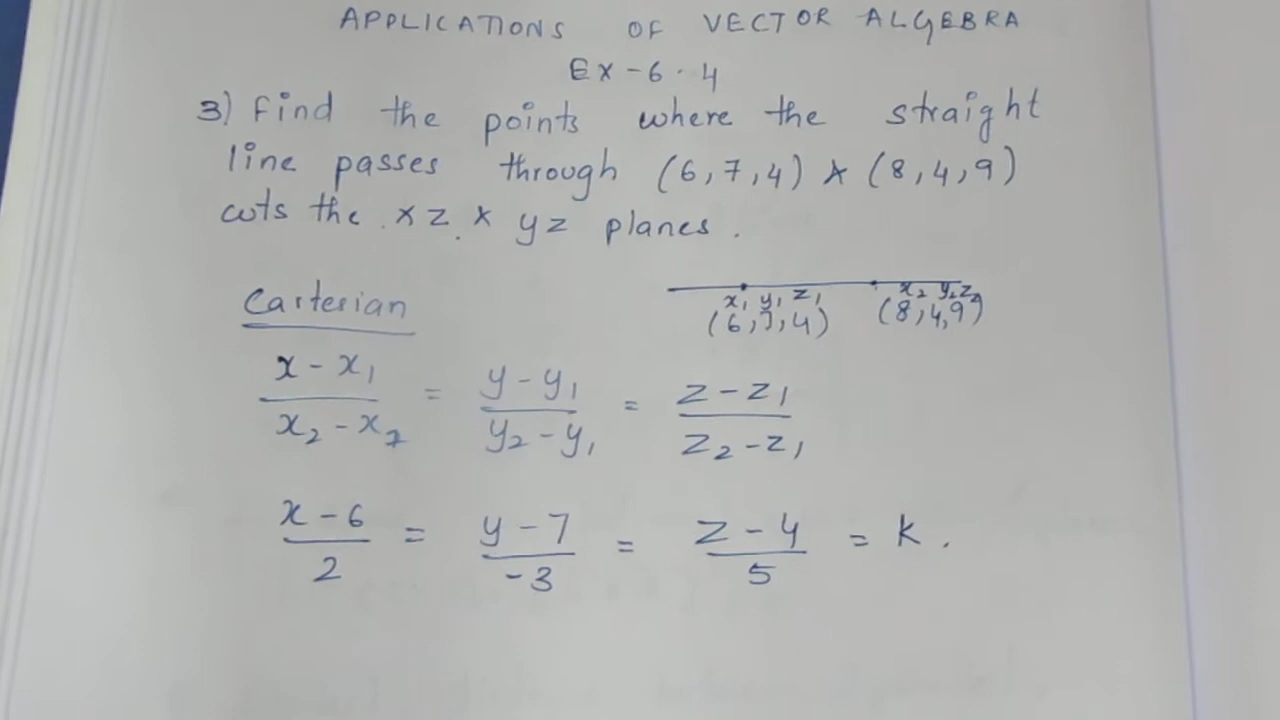 APPLICATIONS OF VECTOR ALGEBRA
EX-6.4
3) Find the points where the straight
line passes through (6,7,4) & (8,4,9)
cuts the xz & yz planes.
Carterian
x₁ y₁ z₁ x₂ y₂ z₂
(6,7,4) (8,4,9)
x - x₁ / x₂ - x₁ = y - y₁ / y₂ - y₁ = z - z₁ / z₂ - z₁
x - 6 / 2 = y - 7 / -3 = z - 4 / 5 = k.